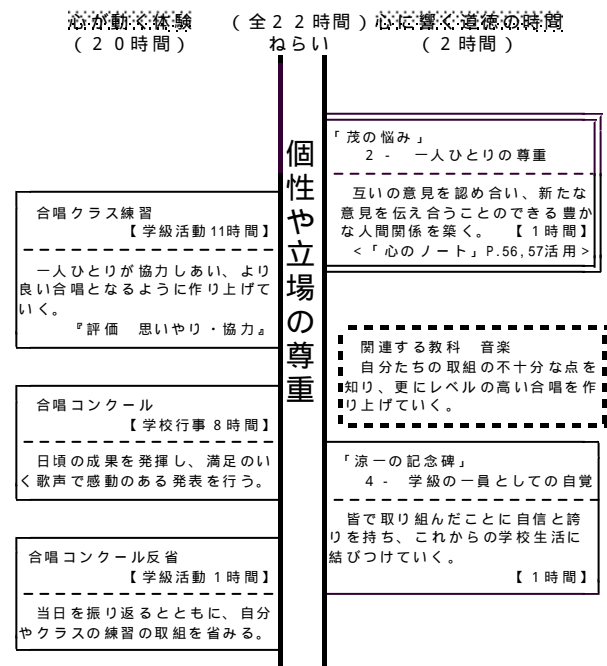 心が動く体験 (全22時間) 心に響く道徳の時間
(20時間) ねらい (2時間)
個性や立場の尊重
合唱クラス練習
【学級活動11時間】
一人ひとりが協力しあい、より
良い合唱となるように作り上げて
いく。
『評価 思いやり・協力』
合唱コンクール
【学校行事8時間】
日頃の成果を発揮し、満足のい
く歌声で感動のある発表を行う。
合唱コンクール反省
【学級活動1時間】
当日を振り返るとともに、自分
やクラスの練習の取組を省みる。
「茂の悩み」
2- 一人ひとりの尊重
互いの意見を認め合い、新たな
意見を伝え合うことのできる豊か
な人間関係を築く。 【1時間】
<「心のノート」P.56,57活用>
関連する教科 音楽
自分たちの取組の不十分な点を
知り、更にレベルの高い合唱を作
り上げていく。
「涼一の記念碑」
4- 学級の一員としての自覚
皆で取り組んだことに自信と誇
りを持ち、これからの学校生活に
結びつけていく。
【1時間】